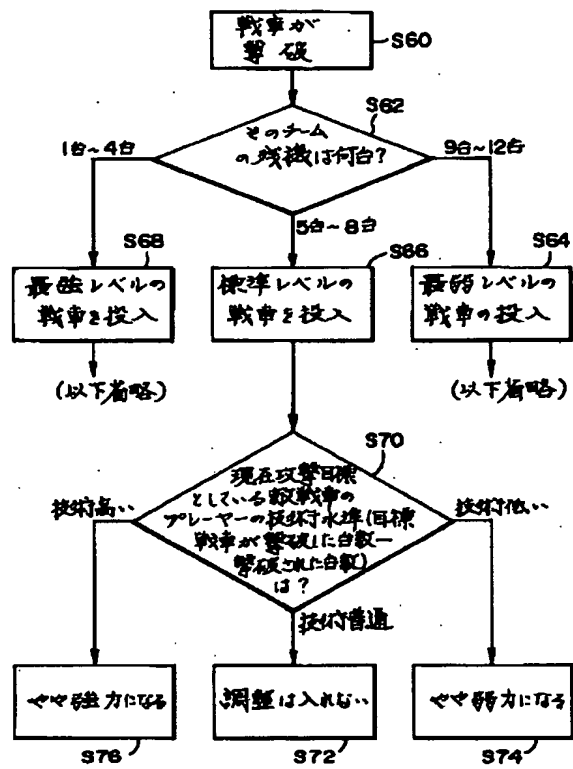 戦車が
撃破
S60
S62
そのチーム
の残機は何台?
1台~4台
9台~12台
5台~8台
S68
S66
S64
最強レベルの
戦車を投入
標準レベルの
戦車を投入
最弱レベルの
戦車の投入
(以下省略)
(以下省略)
S70
現在攻撃目標
としている敵戦車の
プレーヤーの技術水準(目標
戦車が撃破した台数ー
撃破された台数)
は?
技術高い
技術低い
技術普通
やや強力になる
調整は入れない
やや弱力になる
S76
S72
S74